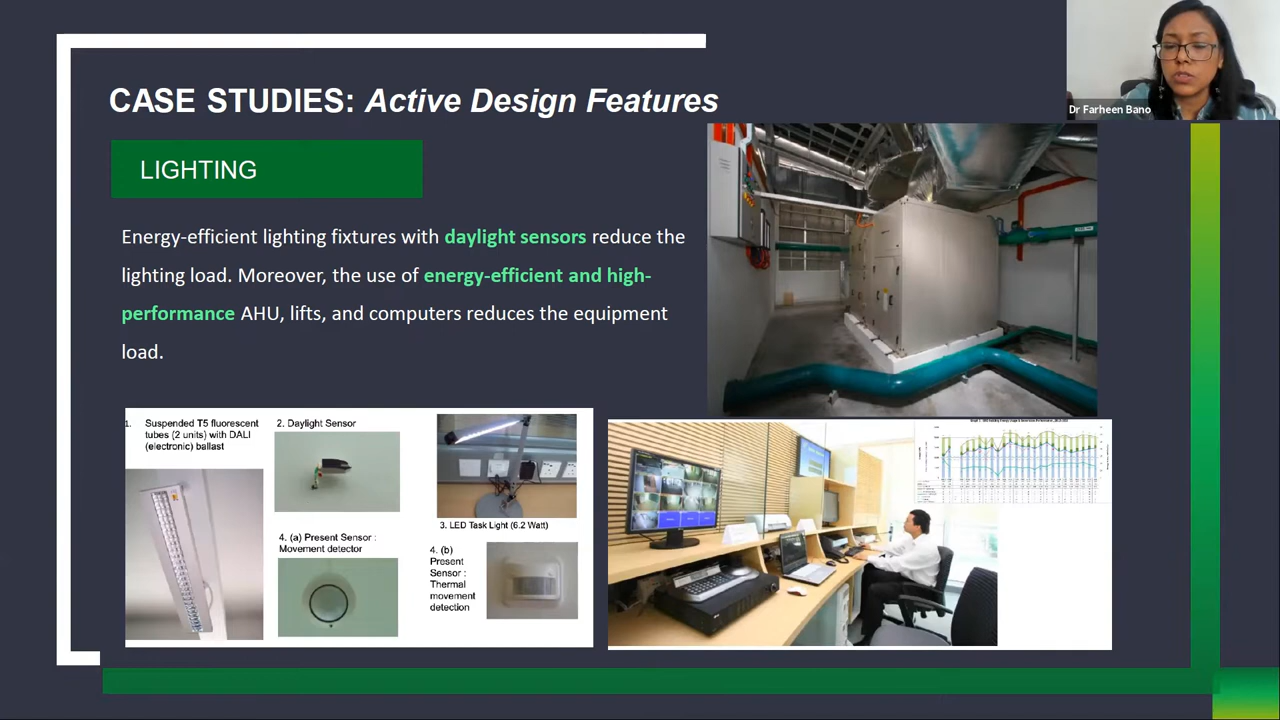 CASE STUDIES: Active Design Features
Dr Farheen Bano
LIGHTING
Energy-efficient lighting fixtures with daylight sensors reduce the
lighting load. Moreover, the use of energy-efficient and high-
performance AHU, lifts, and computers reduces the equipment
load.
1. Suspended T5 fluorescent
tubes (2 units) with DALI
(electronic) ballast
2. Daylight Sensor
3. LED Task Light (6.2 Watt)
4. (a) Present Sensor :
Movement detector
4. (b)
Present
Sensor :
Thermal
movement
detection